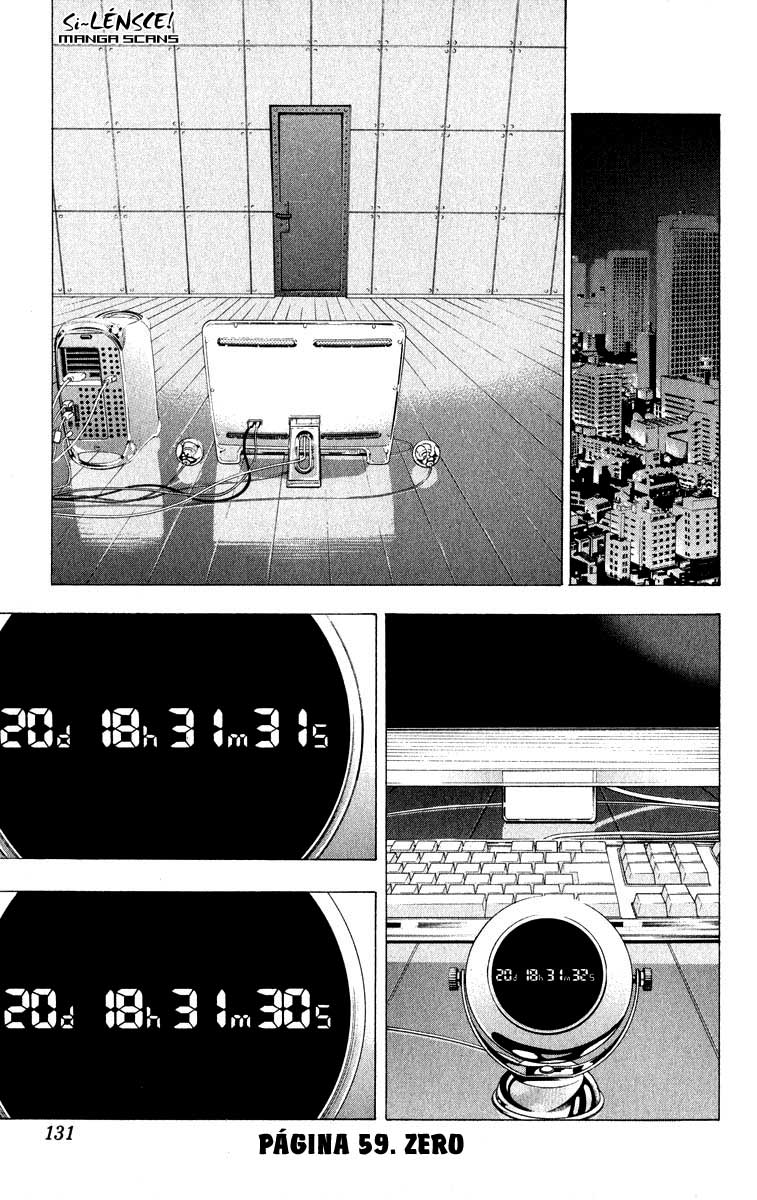 Si~LÉNSCE!
MANGA SCANS
20d 18h 31m 32s
20d 18h 31m 31s
20d 18h 31m 30s
131
PÁGINA 59. ZERO